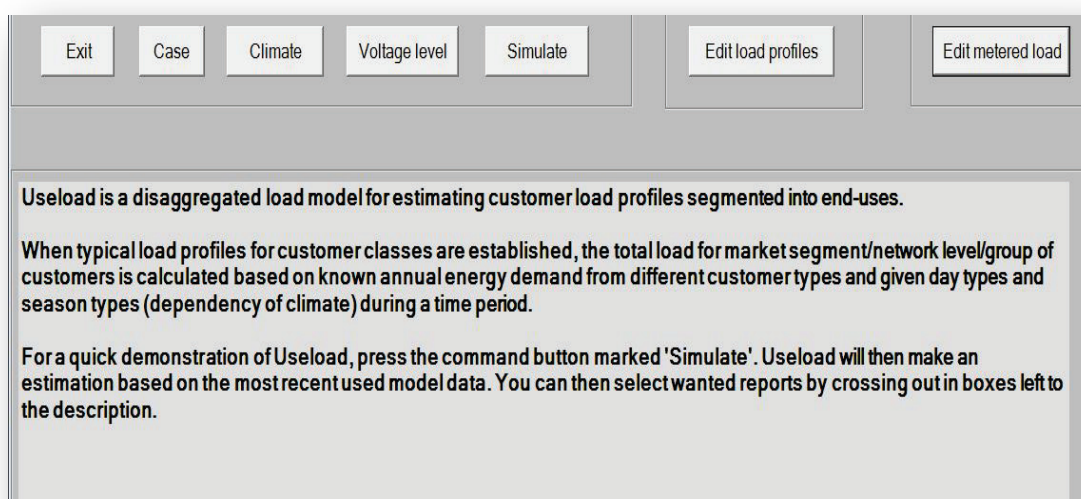 Exit Case Climate Voltage level Simulate Edit load profiles Edit metered load
Useload is a disaggregated load model for estimating customer load profiles segmented into end-uses.
When typical load profiles for customer classes are established, the total load for market segment/network level/group of
customers is calculated based on known annual energy demand from different customer types and given day types and
season types (dependency of climate) during a time period.
For a quick demonstration of Useload, press the command button marked 'Simulate'. Useload will then make an
estimation based on the most recent used model data. You can then select wanted reports by crossing out in boxes left to
the description.